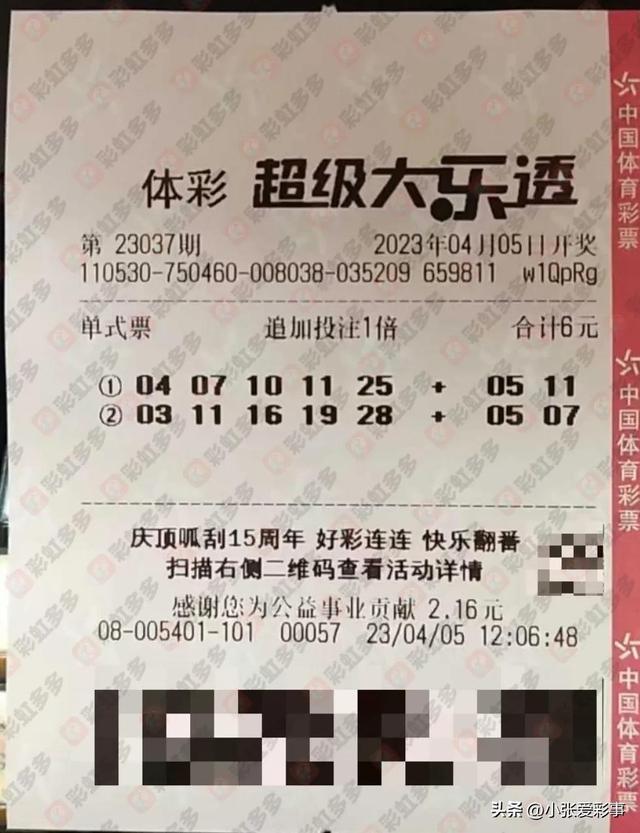 体彩 超级大乐透
第 23037期 2023年04月05日开奖
110530-750460-008038-035209 659811 w1QpRg
单式票 追加投注1倍 合计6元
① 04 07 10 11 25 + 05 11
② 03 11 16 19 28 + 05 07
庆顶呱刮15周年 好彩连连 快乐翻番
扫描右侧二维码查看活动详情
感谢您为公益事业贡献 2.16元
08-005401-101 00057 23/04/05 12:06:48
中国体育彩票
中国体育彩票
中国体育彩票
彩虹多多
头条 @小张爱彩事